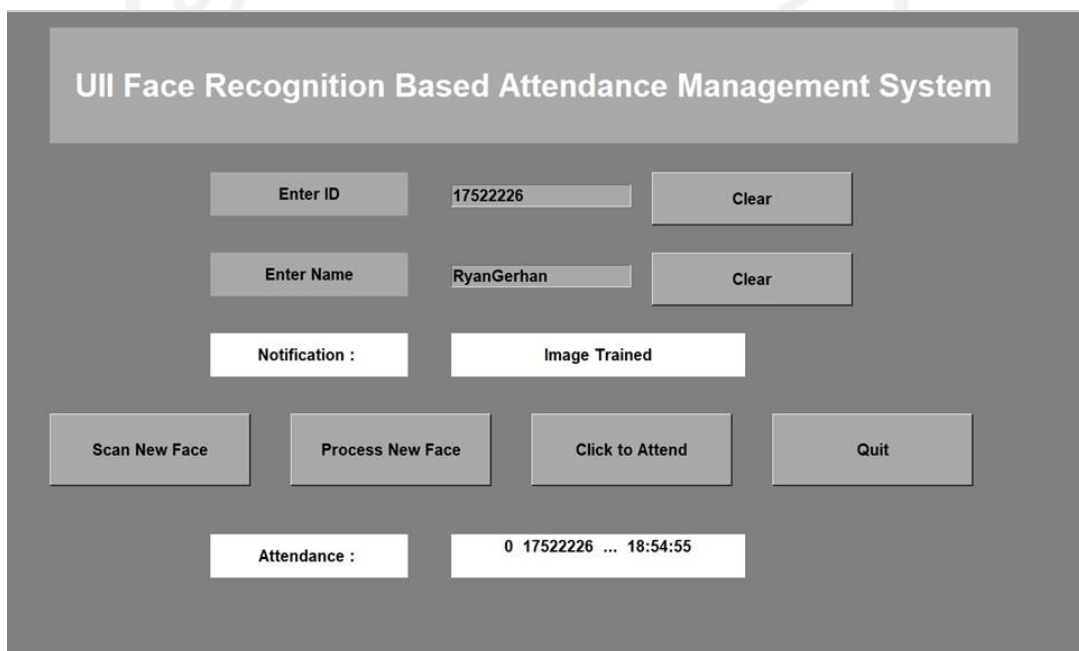 UII Face Recognition Based Attendance Management System
Enter ID
17522226
Clear
Enter Name
RyanGerhan
Clear
Notification :
Image Trained
Scan New Face
Process New Face
Click to Attend
Quit
Attendance :
0 17522226 ... 18:54:55